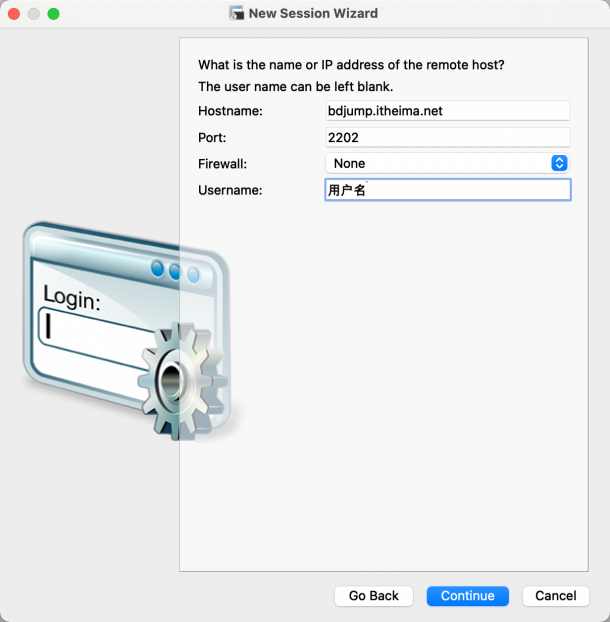 New Session Wizard
What is the name or IP address of the remote host?
The user name can be left blank.
Hostname: bdjump.itheima.net
Port: 2202
Firewall: None
Username: 用户名
Login:
Go Back Continue Cancel